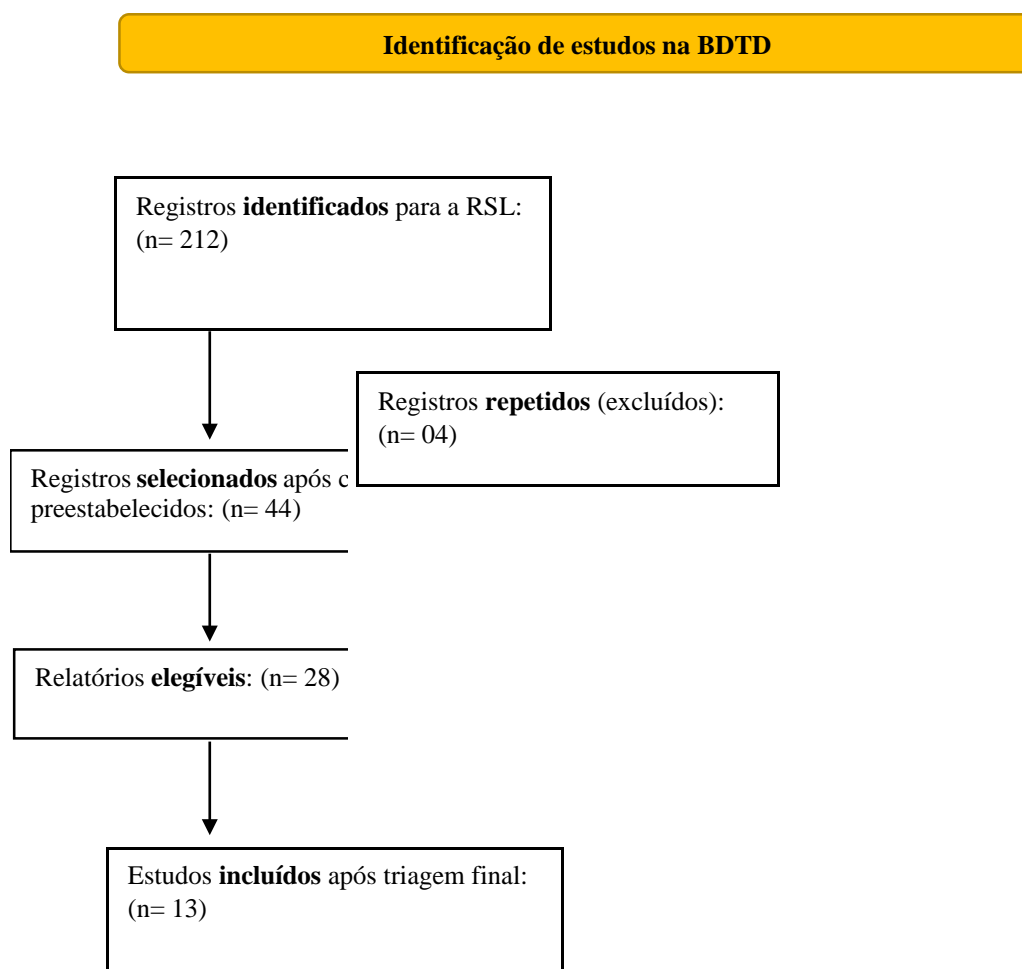 Identificação de estudos na BDTD
Registros identificados para a RSL:
(n= 212)
Registros repetidos (excluídos):
(n= 04)
Registros selecionados após
preestabelecidos: (n= 44)
Relatórios elegíveis: (n= 28)
Estudos incluídos após triagem final:
(n= 13)